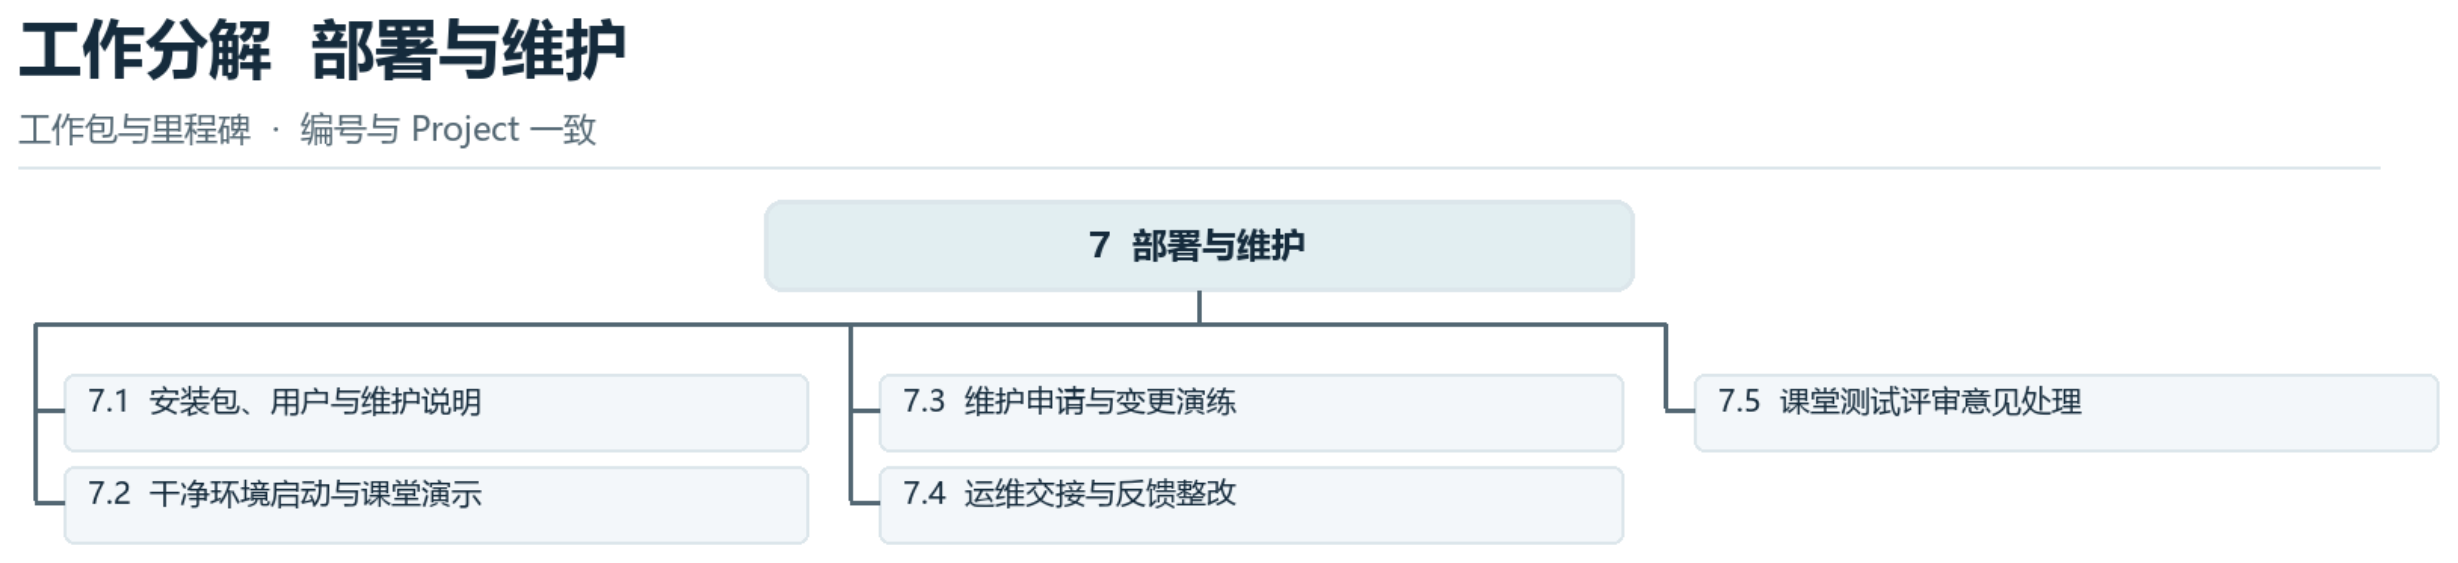 工作分解 部署与维护
工作包与里程碑 · 编号与 Project 一致
7 部署与维护
7.1 安装包、用户与维护说明
7.2 干净环境启动与课堂演示
7.3 维护申请与变更演练
7.4 运维交接与反馈整改
7.5 课堂测试评审意见处理